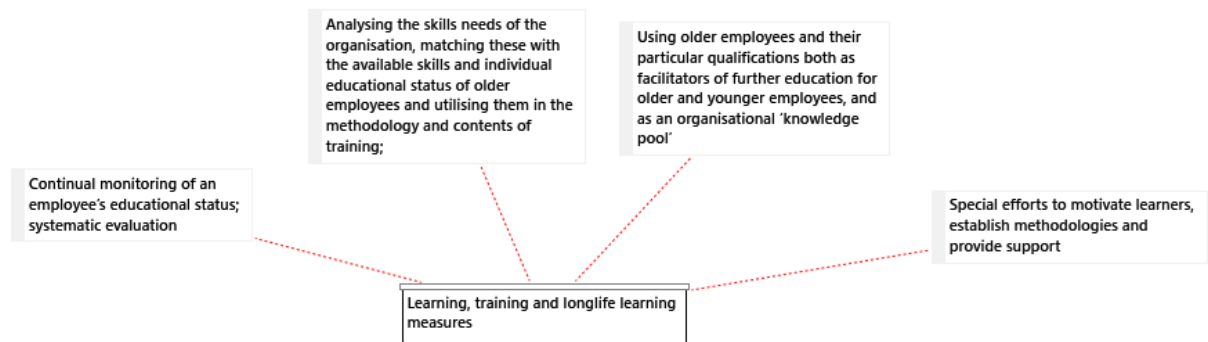 Analysing the skills needs of the
organisation, matching these with
the available skills and individual
educational status of older
employees and utilising them in the
methodology and contents of
training;
Using older employees and their
particular qualifications both as
facilitators of further education for
older and younger employees, and
as an organisational ‘knowledge
pool’
Continual monitoring of an
employee’s educational status;
systematic evaluation
Special efforts to motivate learners,
establish methodologies and
provide support
Learning, training and longlife learning
measures